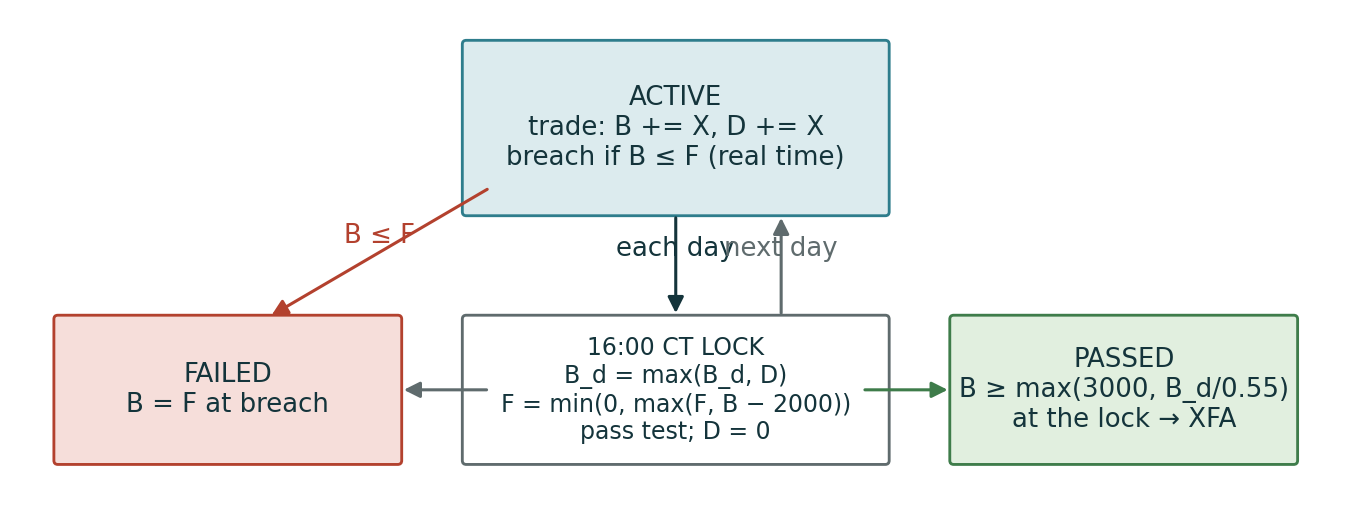 ACTIVE
trade: B += X, D += X
breach if B ≤ F (real time)
B ≤ F
each day
next day
FAILED
B = F at breach
16:00 CT LOCK
B_d = max(B_d, D)
F = min(0, max(F, B − 2000))
pass test; D = 0
PASSED
B ≥ max(3000, B_d/0.55)
at the lock → XFA